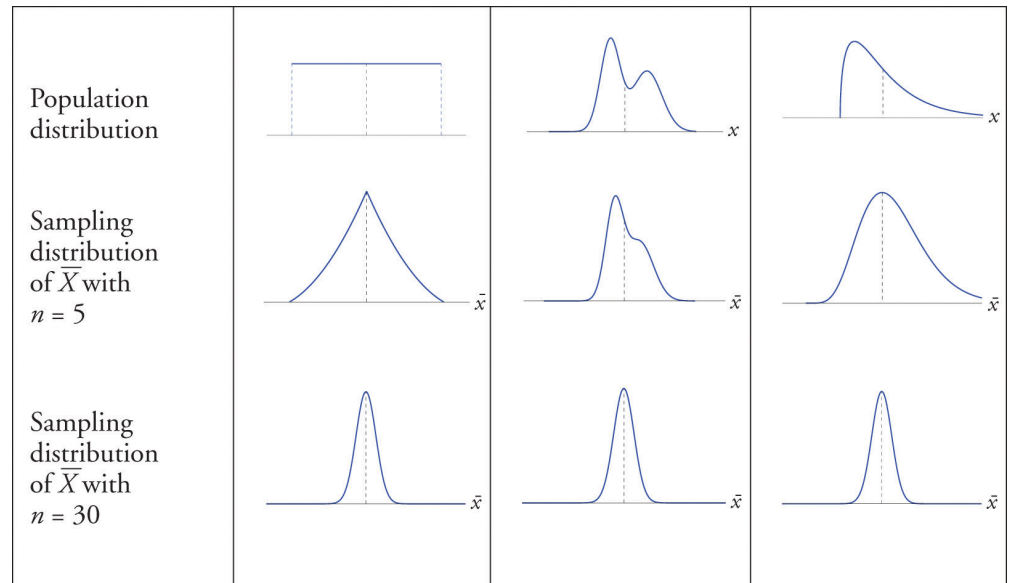 Population
distribution
x
x
Sampling
distribution
of X̅ with
n = 5
x̄
x̄
x̄
Sampling
distribution
of X̅ with
n = 30
x̄
x̄
x̄